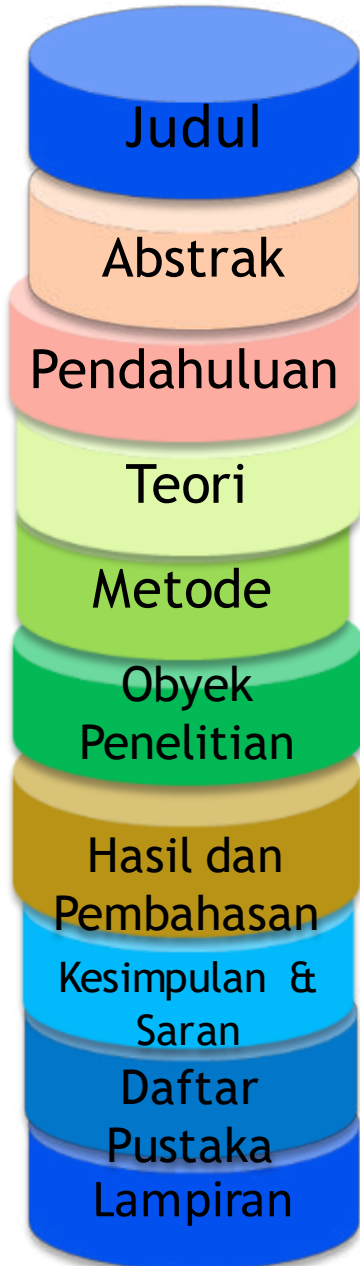 Judul
Abstrak
Pendahuluan
Teori
Metode
Obyek
Penelitian
Hasil dan
Pembahasan
Kesimpulan &
Saran
Daftar
Pustaka
Lampiran